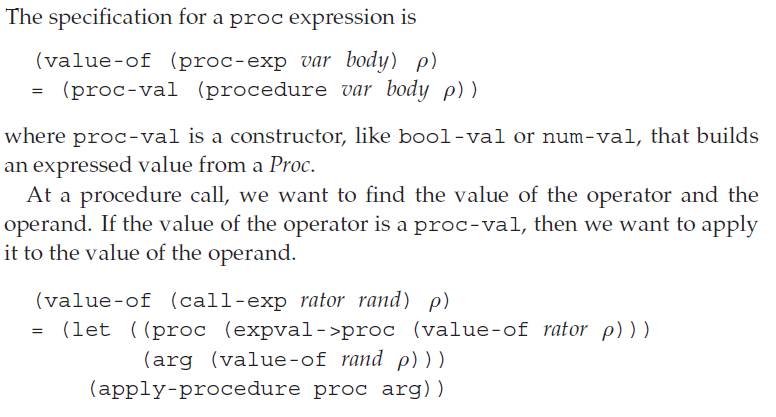 The specification for a proc expression is
(value-of (proc-exp var body) ρ)
= (proc-val (procedure var body ρ))
where proc-val is a constructor, like bool-val or num-val, that builds
an expressed value from a Proc.
At a procedure call, we want to find the value of the operator and the
operand. If the value of the operator is a proc-val, then we want to apply
it to the value of the operand.
(value-of (call-exp rator rand) ρ)
= (let ((proc (expval->proc (value-of rator ρ)))
(arg (value-of rand ρ)))
(apply-procedure proc arg))